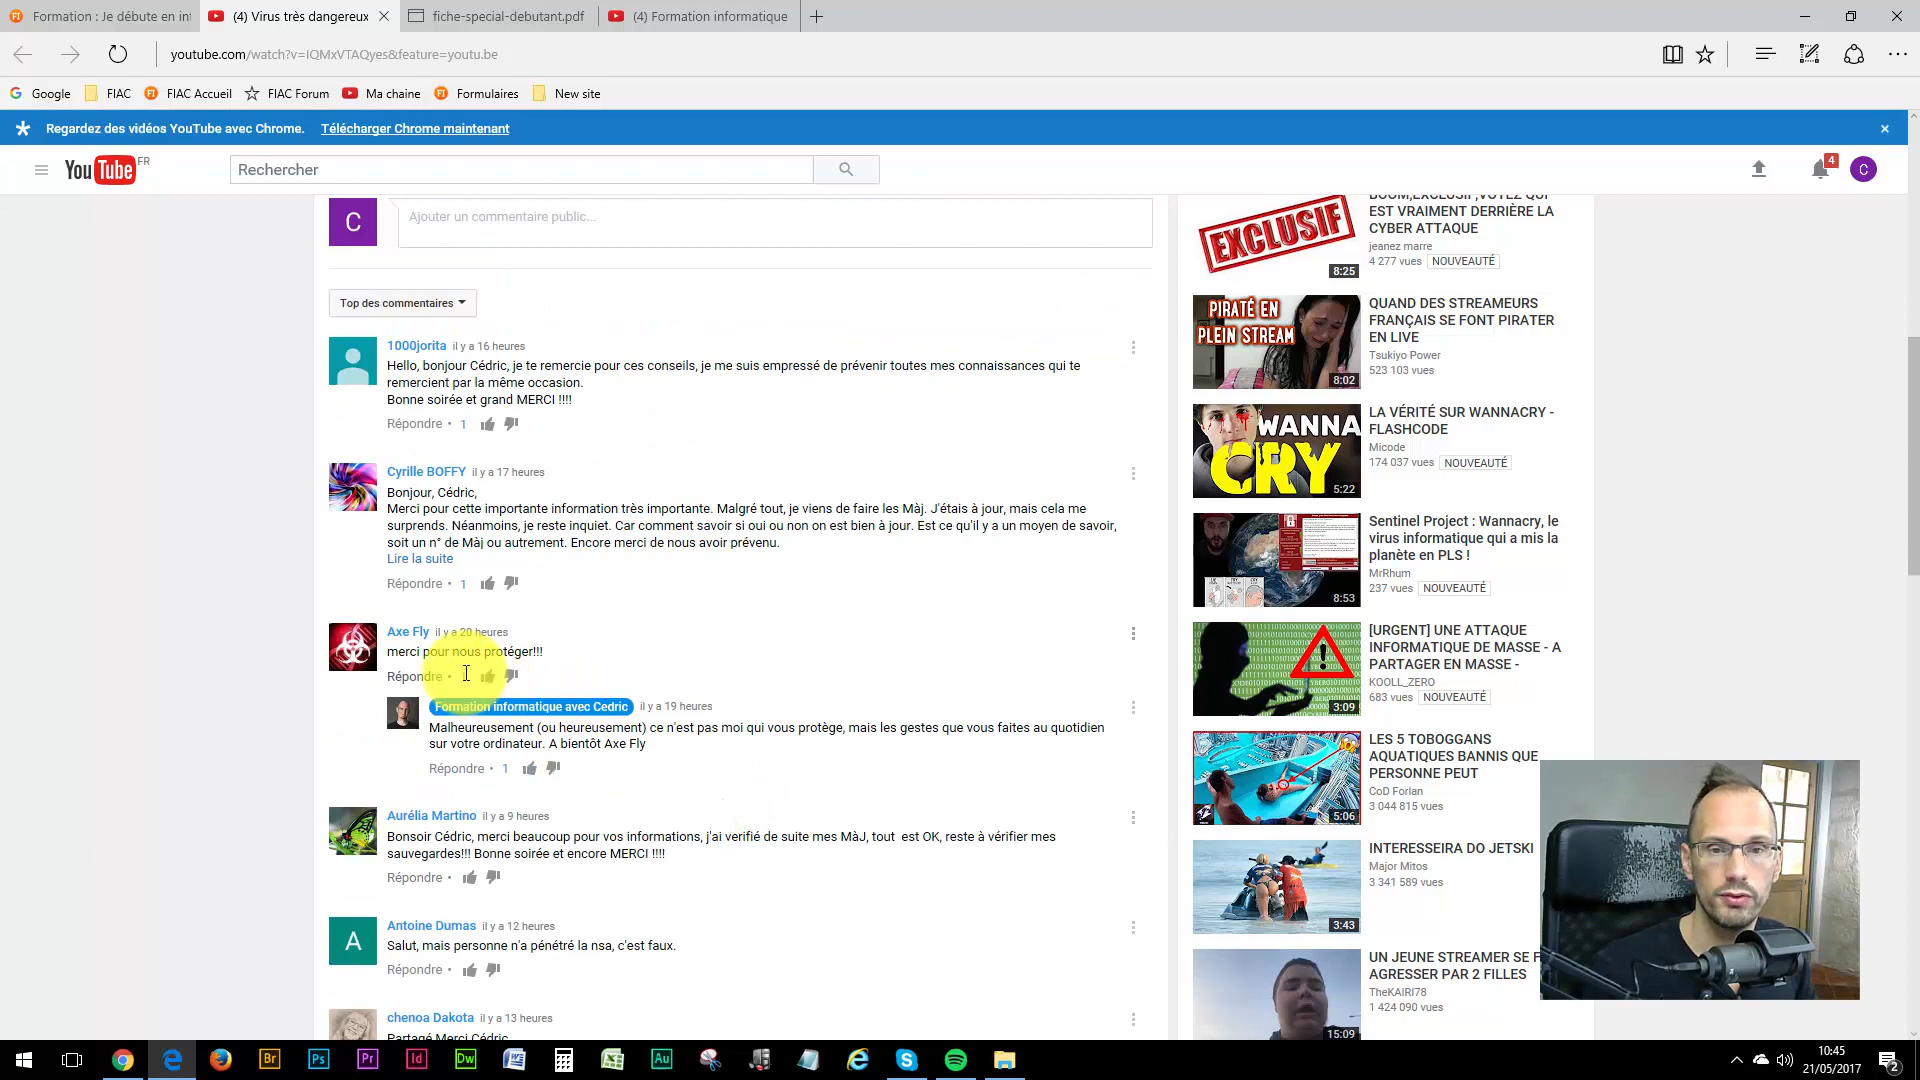 Formation : Je débute en in
(4) Virus très dangereux
fiche-special-debutant.pdf
(4) Formation informatique
youtube.com/watch?v=IQMxVTAQyes&feature=youtu.be
Google
FIAC
FIAC Accueil
FIAC Forum
Ma chaine
Formulaires
New site
Regardez des vidéos YouTube avec Chrome. Télécharger Chrome maintenant
YouTube FR
Rechercher
4
C
C
Ajouter un commentaire public...
Top des commentaires
1000jorita il y a 16 heures
Hello, bonjour Cédric, je te remercie pour ces conseils, je me suis empressé de prévenir toutes mes connaissances qui te
remercient par la même occasion.
Bonne soirée et grand MERCI !!!!
Répondre • 1
Cyrille BOFFY il y a 17 heures
Bonjour, Cédric,
Merci pour cette importante information très importante. Malgré tout, je viens de faire les Màj. J'étais à jour, mais cela me
surprends. Néanmoins, je reste inquiet. Car comment savoir si oui ou non on est bien à jour. Est ce qu'il y a un moyen de savoir,
soit un n° de Màj ou autrement. Encore merci de nous avoir prévenu.
Lire la suite
Répondre • 1
Axe Fly il y a 20 heures
merci pour nous protéger!!!
Répondre •
Formation informatique avec Cedric il y a 19 heures
Malheureusement (ou heureusement) ce n'est pas moi qui vous protège, mais les gestes que vous faites au quotidien
sur votre ordinateur. A bientôt Axe Fly
Répondre • 1
Aurélia Martino il y a 9 heures
Bonsoir Cédric, merci beaucoup pour vos informations, j'ai verifié de suite mes MàJ, tout est OK, reste à vérifier mes
sauvegardes!!! Bonne soirée et encore MERCI !!!!
Répondre •
A
Antoine Dumas il y a 12 heures
Salut, mais personne n'a pénétré la nsa, c'est faux.
Répondre •
chenoa Dakota il y a 13 heures
Partagé Merci Cédric
EXCLUSIF
8:25
BOOM,EXCLUSIF,VOTEZ QUI
EST VRAIMENT DERRIÈRE LA
CYBER ATTAQUE
jeanez marre
4 277 vues NOUVEAUTÉ
PIRATÉ EN
PLEIN STREAM
8:02
QUAND DES STREAMEURS
FRANÇAIS SE FONT PIRATER
EN LIVE
Tsukiyo Power
523 103 vues
WANNA
CRY
5:22
LA VÉRITÉ SUR WANNACRY -
FLASHCODE
Micode
174 037 vues NOUVEAUTÉ
8:53
Sentinel Project : Wannacry, le
virus informatique qui a mis la
planète en PLS !
MrRhum
237 vues NOUVEAUTÉ
3:09
[URGENT] UNE ATTAQUE
INFORMATIQUE DE MASSE - A
PARTAGER EN MASSE -
KOOLL_ZERO
683 vues NOUVEAUTÉ
5:06
LES 5 TOBOGGANS
AQUATIQUES BANNIS QUE
PERSONNE PEUT
CoD Forlan
3 044 815 vues
3:43
INTERESSEIRA DO JETSKI
Major Mitos
3 341 589 vues
15:09
UN JEUNE STREAMER SE F
AGRESSER PAR 2 FILLES
TheKAIRI78
1 424 090 vues
Br
Ps
Pr
Id
Dw
Au
10:45
21/05/2017
2